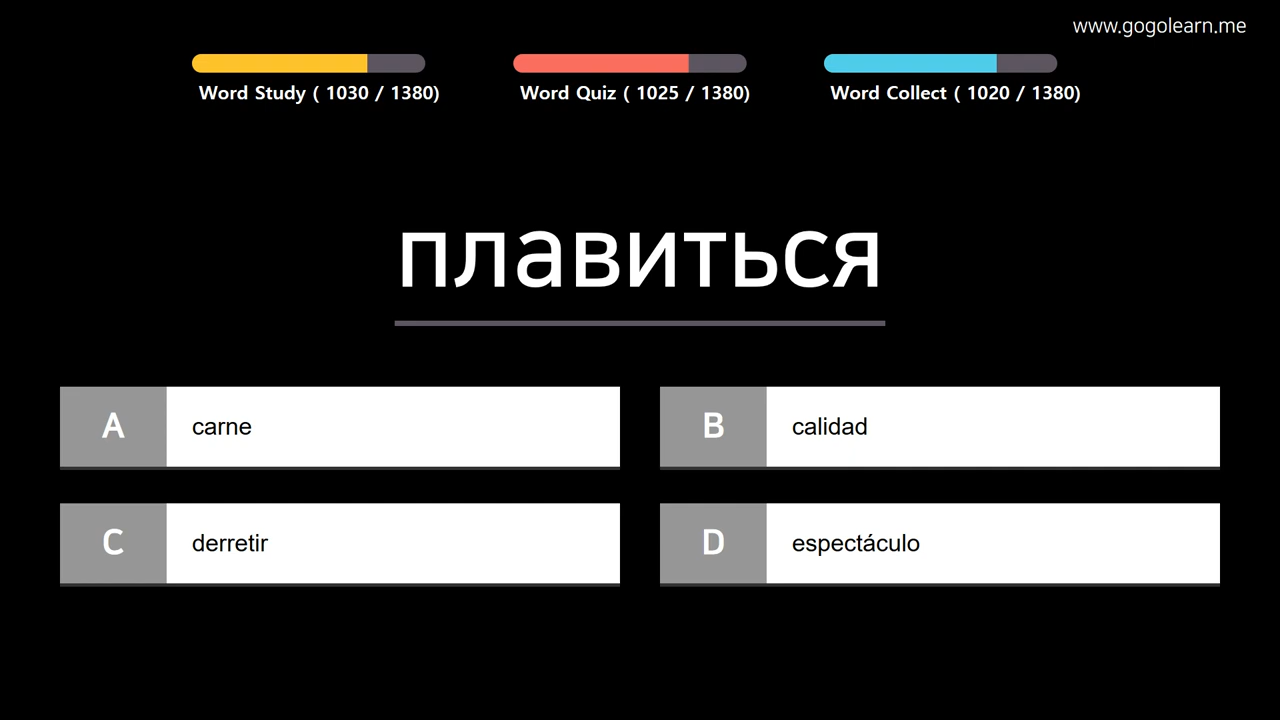 www.gogolearn.me
Word Study ( 1030 / 1380)
Word Quiz ( 1025 / 1380)
Word Collect ( 1020 / 1380)
плавиться
A carne
B calidad
C derretir
D espectáculo